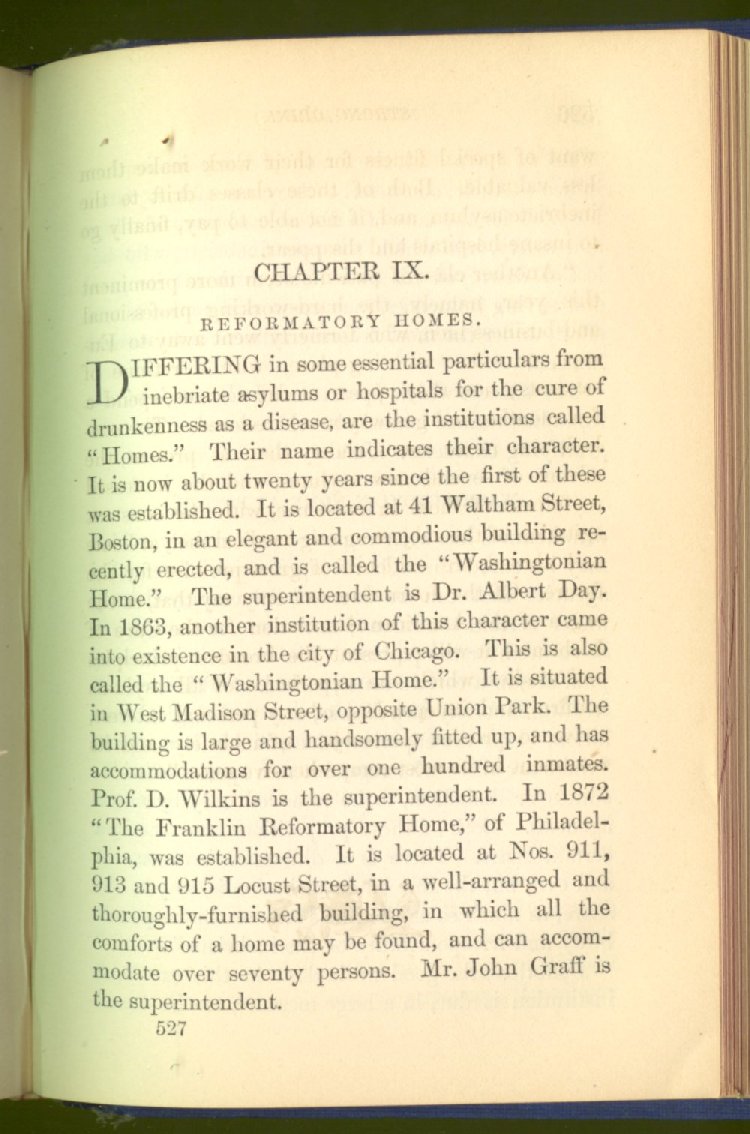 CHAPTER IX.
REFORMATORY HOMES.
DIFFERING in some essential particulars from
inebriate asylums or hospitals for the cure of
drunkenness as a disease, are the institutions called
"Homes." Their name indicates their character.
It is now about twenty years since the first of these
was established. It is located at 41 Waltham Street,
Boston, in an elegant and commodious building re-
cently erected, and is called the "Washingtonian
Home." The superintendent is Dr. Albert Day.
In 1863, another institution of this character came
into existence in the city of Chicago. This is also
called the "Washingtonian Home." It is situated
in West Madison Street, opposite Union Park. The
building is large and handsomely fitted up, and has
accommodations for over one hundred inmates.
Prof. D. Wilkins is the superintendent. In 1872
"The Franklin Reformatory Home," of Philadel-
phia, was established. It is located at Nos. 911,
913 and 915 Locust Street, in a well-arranged and
thoroughly-furnished building, in which all the
comforts of a home may be found, and can accom-
modate over seventy persons. Mr. John Graff is
the superintendent.
527